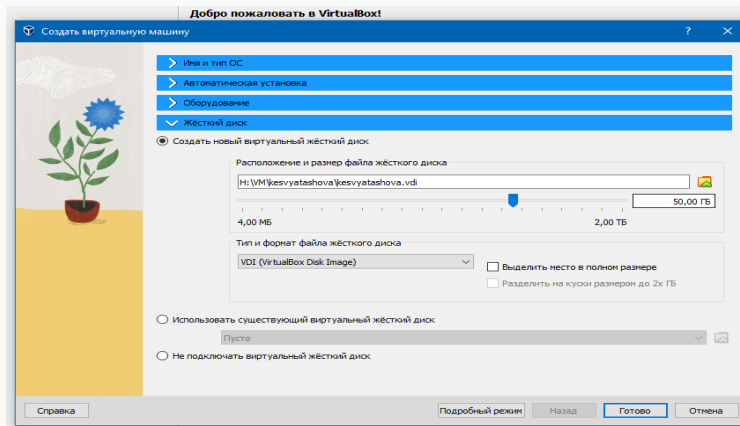 Добро пожаловать в VirtualBox!
Создать виртуальную машину
?
Имя и тип ОС
Автоматическая установка
Оборудование
Жёсткий диск
Создать новый виртуальный жёсткий диск
Расположение и размер файла жёсткого диска
H:\VM\kesvyatashova\kesvyatashova.vdi
50,00 ГБ
4,00 МБ 2,00 ТБ
Тип и формат файла жёсткого диска
VDI (VirtualBox Disk Image)
Выделить место в полном размере
Разделить на куски размером до 2х ГБ
Использовать существующий виртуальный жёсткий диск
Пусто
Не подключать виртуальный жёсткий диск
Справка Подробный режим Назад Готово Отмена